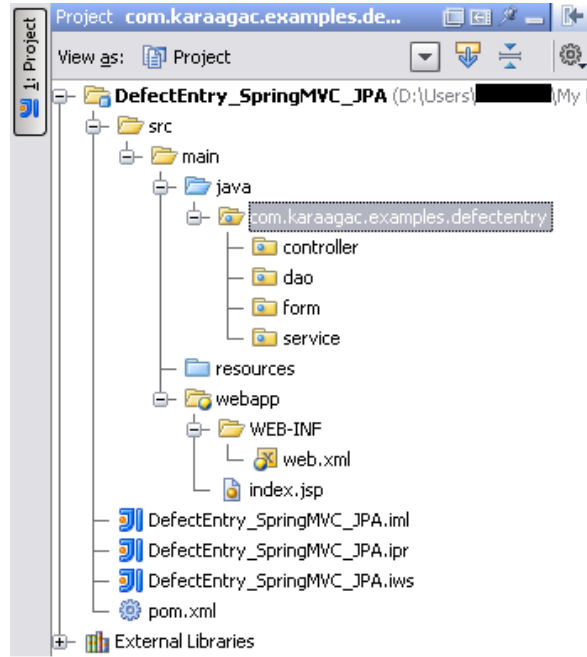 Project com.karaagac.examples.de...
1: Project
View as: Project
DefectEntry_SpringMVC_JPA (D:\Users\ \My
src
main
java
com.karaagac.examples.defectentry
controller
dao
form
service
resources
webapp
WEB-INF
web.xml
index.jsp
DefectEntry_SpringMVC_JPA.iml
DefectEntry_SpringMVC_JPA.ipr
DefectEntry_SpringMVC_JPA.iws
pom.xml
External Libraries